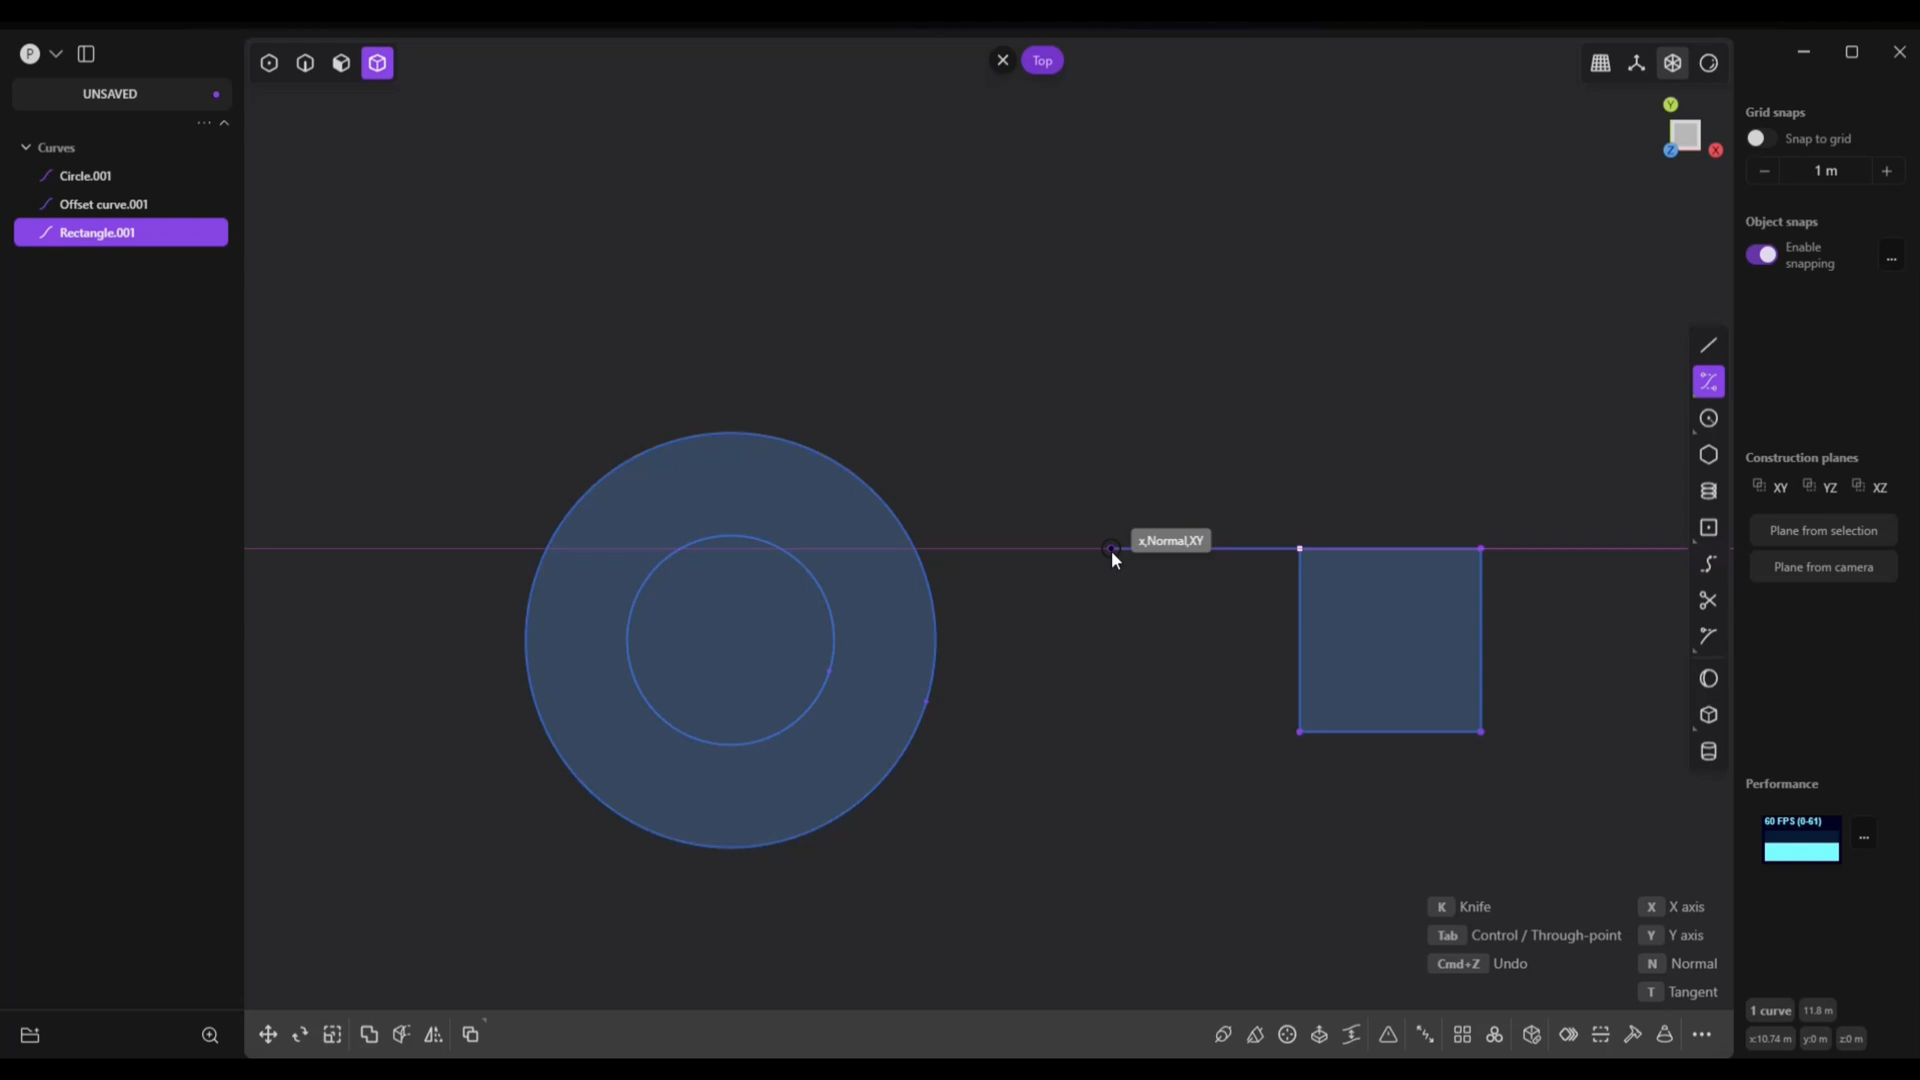 P
UNSAVED
Curves
Circle.001
Offset curve.001
Rectangle.001
Top
Y
Z
X
x,Normal,XY
Grid snaps
Snap to grid
1 m
Object snaps
Enable
snapping
...
Construction planes
XY YZ XZ
Plane from selection
Plane from camera
Performance
60 FPS (0-61)
...
K Knife
Tab Control / Through-point
Cmd+Z Undo
X X axis
Y Y axis
N Normal
T Tangent
1 curve 11.8 m
x:10.74 m y:0 m z:0 m